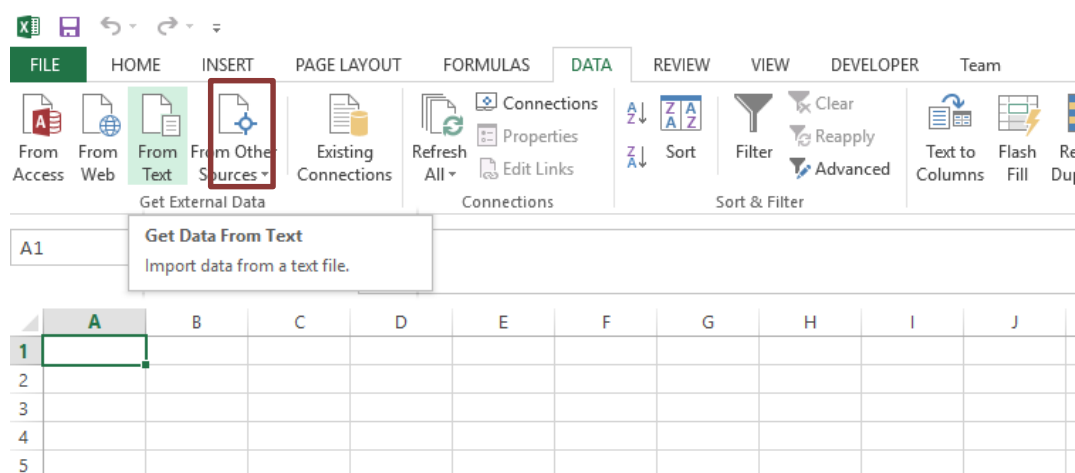 FILE HOME INSERT PAGE LAYOUT FORMULAS DATA REVIEW VIEW DEVELOPER Team
From Access
From Web
From Text
From Other Sources
Existing Connections
Refresh All
Connections
Properties
Edit Links
Sort
Filter
Clear
Reapply
Advanced
Text to Columns
Flash Fill
Get External Data Connections Sort & Filter
A1
Get Data From Text
Import data from a text file.
A B C D E F G H I J
1
2
3
4
5